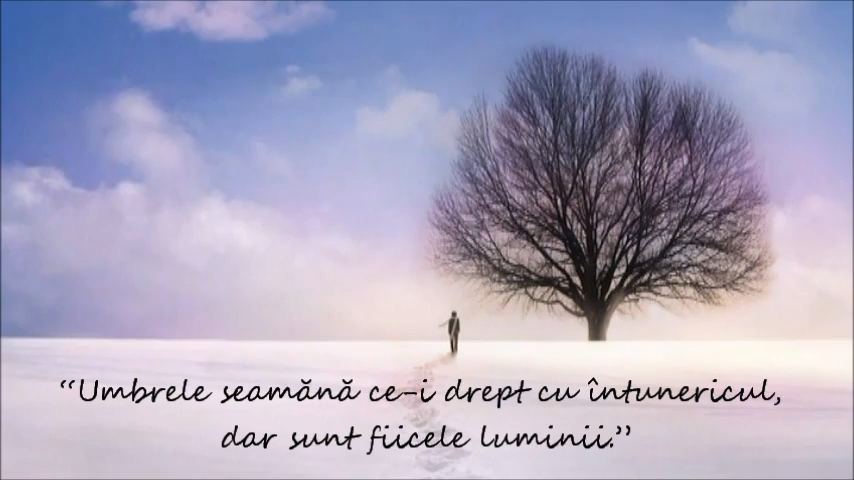 “Umbrele seamănă ce-i drept cu întunericul,
dar sunt fiicele luminii.”